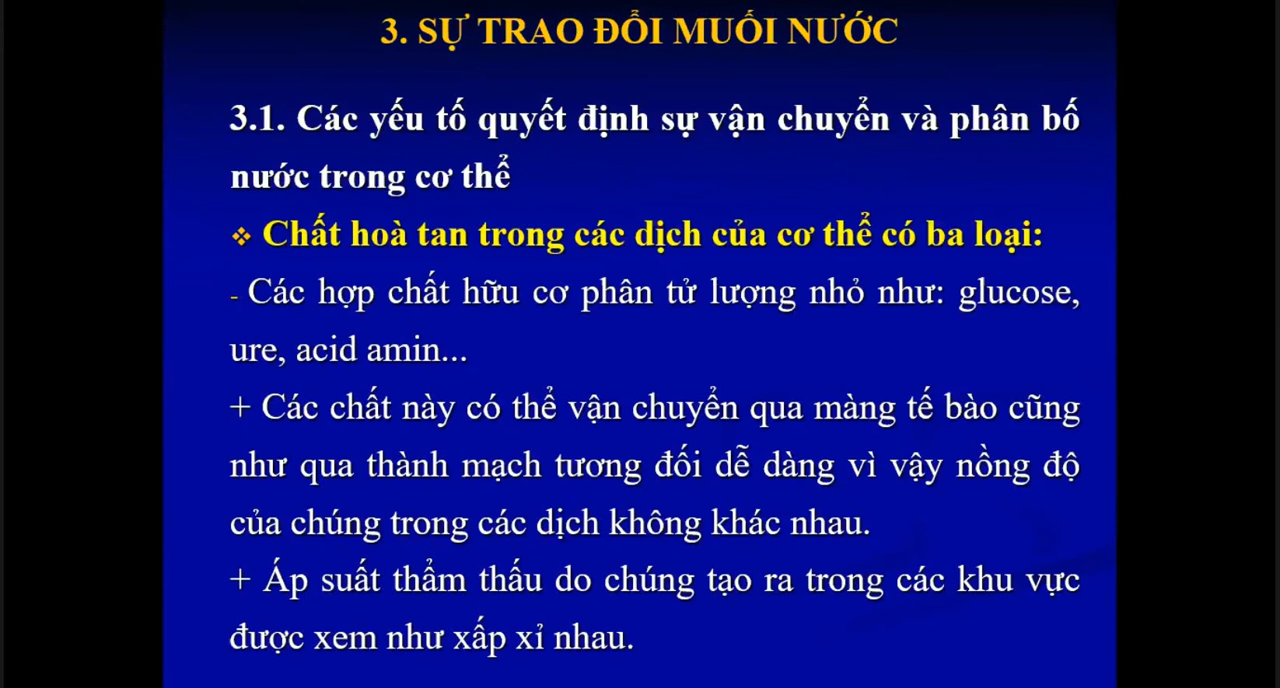 3. SỰ TRAO ĐỔI MUỐI NƯỚC
3.1. Các yếu tố quyết định sự vận chuyển và phân bố
nước trong cơ thể
❖ Chất hoà tan trong các dịch của cơ thể có ba loại:
- Các hợp chất hữu cơ phân tử lượng nhỏ như: glucose,
ure, acid amin...
+ Các chất này có thể vận chuyển qua màng tế bào cũng
như qua thành mạch tương đối dễ dàng vì vậy nồng độ
của chúng trong các dịch không khác nhau.
+ Áp suất thẩm thấu do chúng tạo ra trong các khu vực
được xem như xấp xỉ nhau.